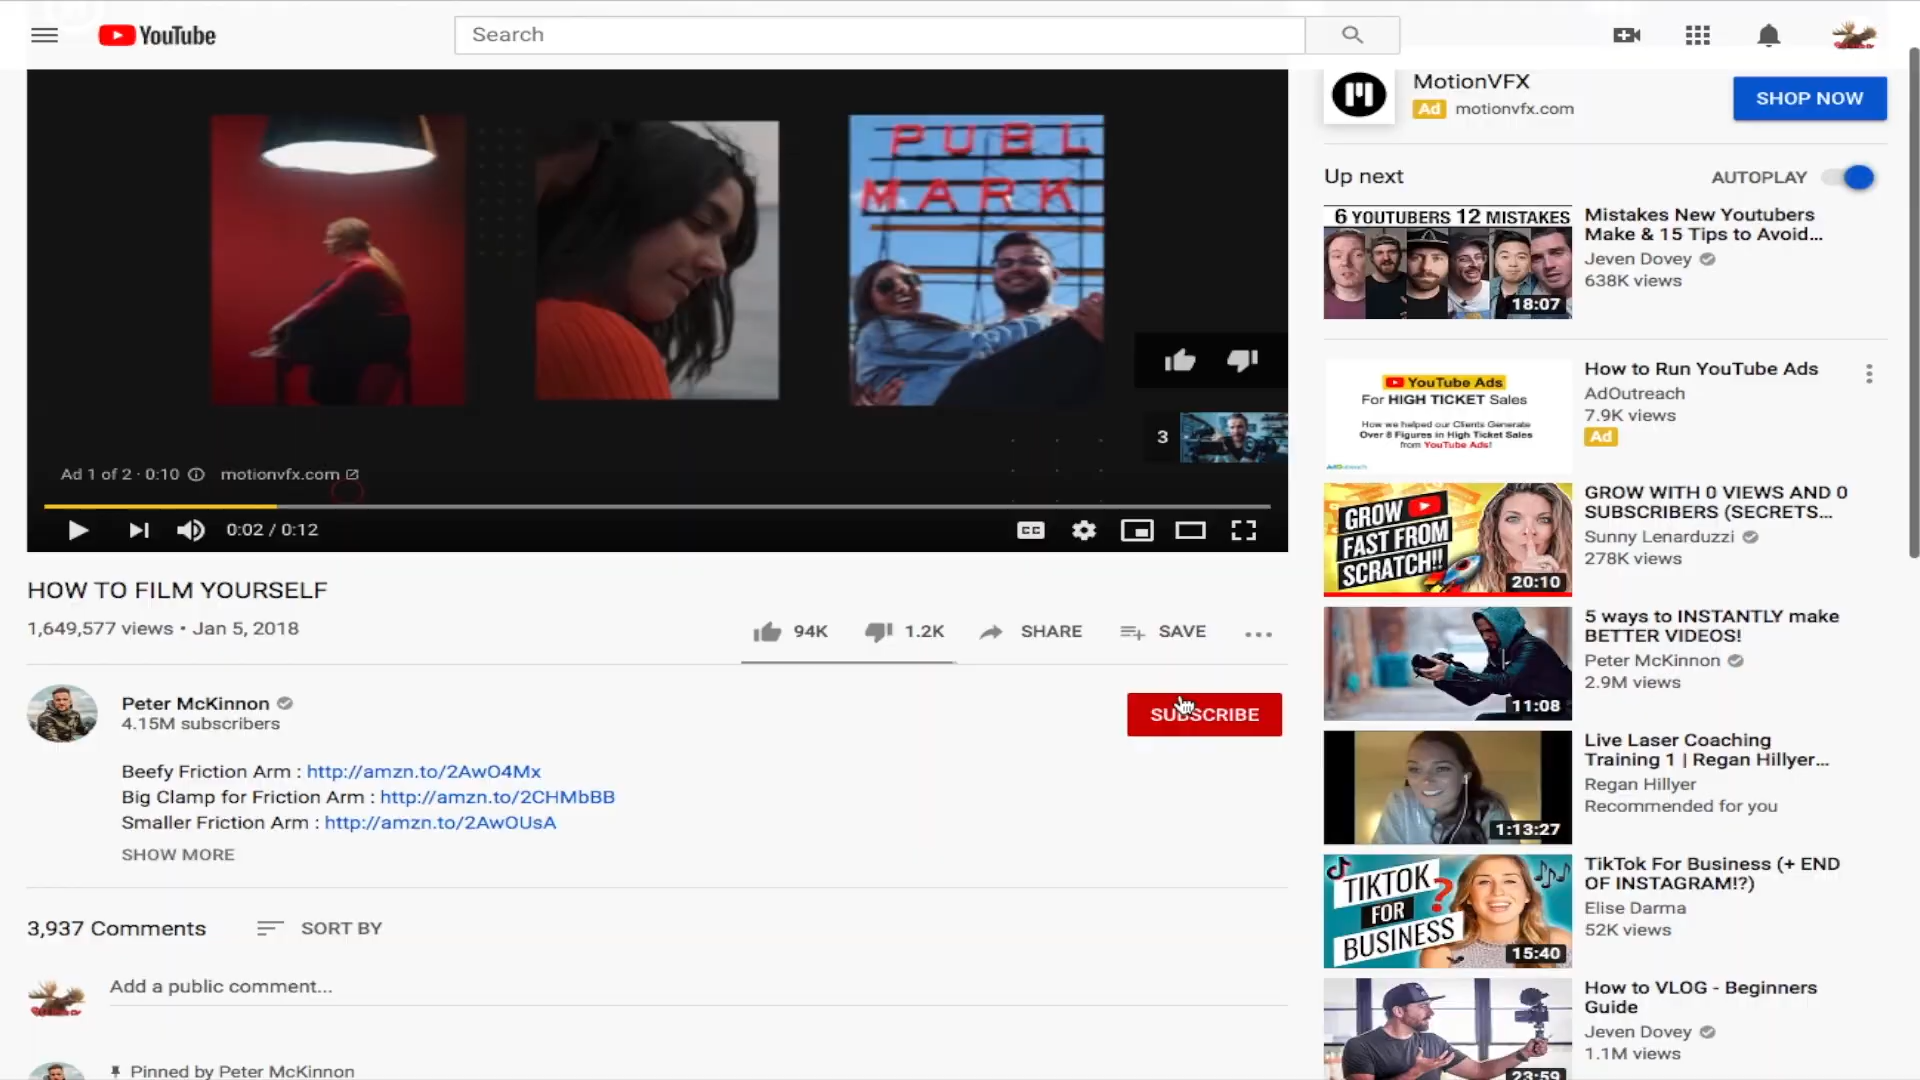 YouTube
Search
PUBL
MARK
3
Ad 1 of 2 · 0:10
motionvfx.com
0:02 / 0:12
CC
HOW TO FILM YOURSELF
1,649,577 views • Jan 5, 2018
94K
1.2K
SHARE
SAVE
Peter McKinnon
4.15M subscribers
SUBSCRIBE
Beefy Friction Arm : http://amzn.to/2AwO4Mx
Big Clamp for Friction Arm : http://amzn.to/2CHMbBB
Smaller Friction Arm : http://amzn.to/2AwOUsA
SHOW MORE
3,937 Comments
SORT BY
Add a public comment...
Pinned by Peter McKinnon
MotionVFX
Ad motionvfx.com
SHOP NOW
Up next
AUTOPLAY
6 YOUTUBERS 12 MISTAKES
18:07
Mistakes New Youtubers
Make & 15 Tips to Avoid...
Jeven Dovey
638K views
YouTube Ads
For HIGH TICKET Sales
How we helped our Clients Generate
Over 8 Figures in High Ticket Sales
from YouTube Ads!
AdOutreach
How to Run YouTube Ads
AdOutreach
7.9K views
Ad
GROW
FAST FROM
SCRATCH!!
20:10
GROW WITH 0 VIEWS AND 0
SUBSCRIBERS (SECRETS...
Sunny Lenarduzzi
278K views
11:08
5 ways to INSTANTLY make
BETTER VIDEOS!
Peter McKinnon
2.9M views
1:13:27
Live Laser Coaching
Training 1 | Regan Hillyer...
Regan Hillyer
Recommended for you
TIKTOK
FOR
BUSINESS
?
15:40
TikTok For Business (+ END
OF INSTAGRAM!?)
Elise Darma
52K views
23:59
How to VLOG - Beginners
Guide
Jeven Dovey
1.1M views